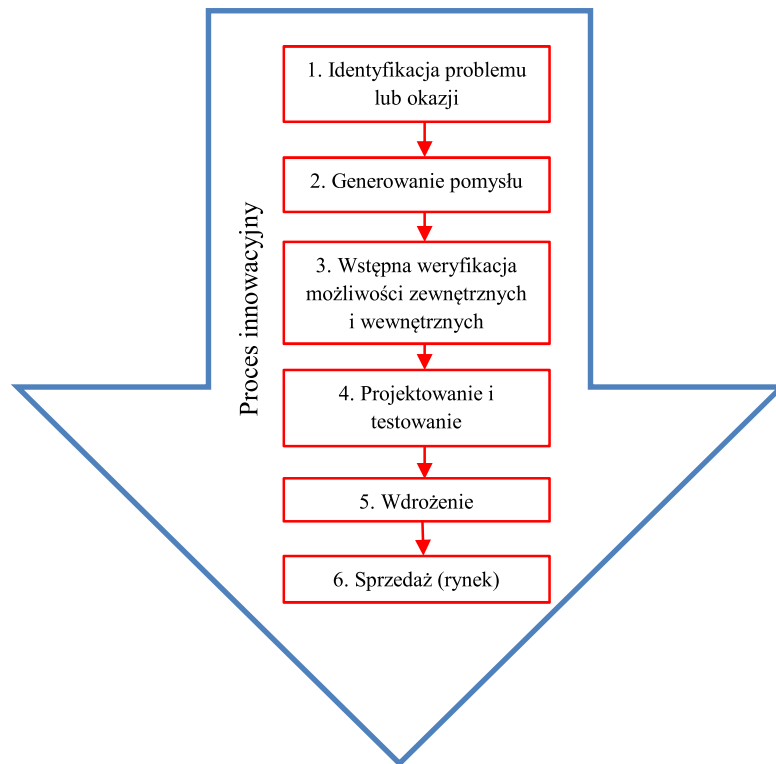 1. Identyfikacja problemu
lub okazji
2. Generowanie pomysłu
3. Wstępna weryfikacja
możliwości zewnętrznych
i wewnętrznych
4. Projektowanie i
testowanie
5. Wdrożenie
6. Sprzedaż (rynek)
Proces innowacyjny